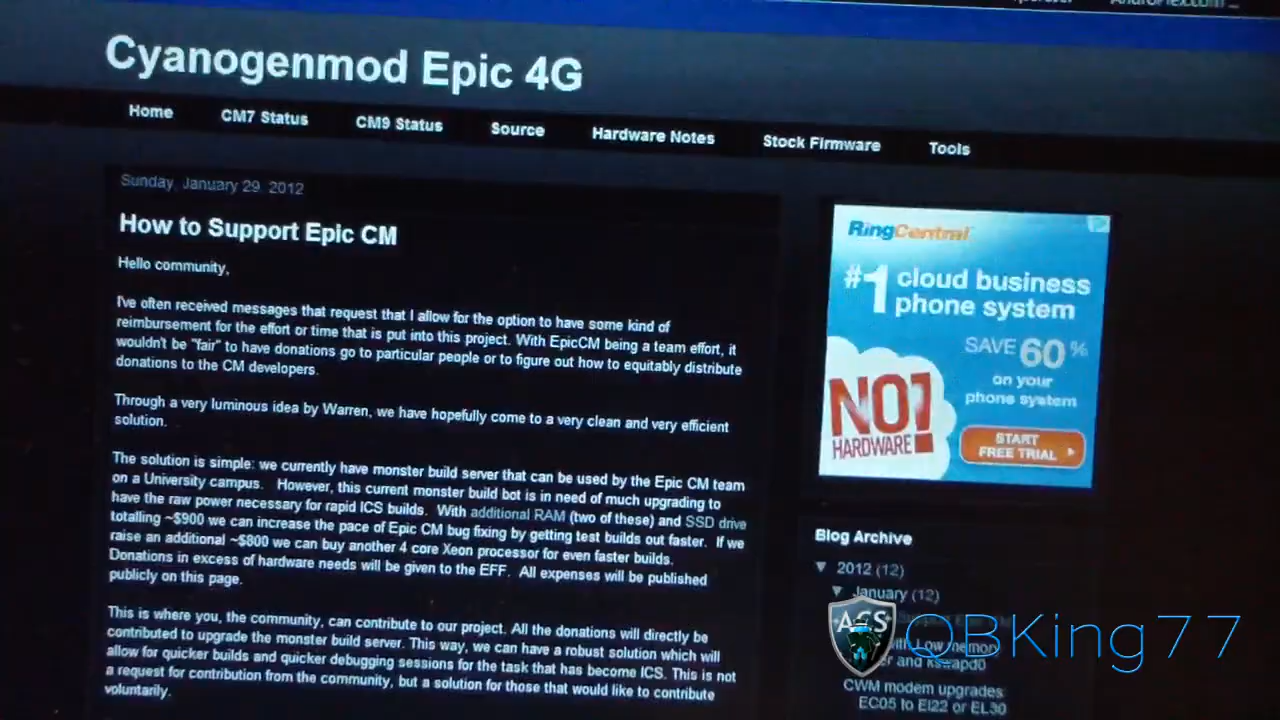 Cyanogenmod Epic 4G
Home CM7 Status CM9 Status Source Hardware Notes Stock Firmware Tools
Sunday, January 29, 2012
How to Support Epic CM
Hello community,
I've often received messages that request that I allow for the option to have some kind of
reimbursement for the effort or time that is put into this project. With EpicCM being a team effort, it
wouldn't be "fair" to have donations go to particular people or to figure out how to equitably distribute
donations to the CM developers.
Through a very luminous idea by Warren, we have hopefully come to a very clean and very efficient
solution.
The solution is simple: we currently have monster build server that can be used by the Epic CM team
on a University campus. However, this current monster build bot is in need of much upgrading to
have the raw power necessary for rapid ICS builds. With additional RAM (two of these) and SSD drive
totalling ~$900 we can increase the pace of Epic CM bug fixing by getting test builds out faster. If we
raise an additional ~$800 we can buy another 4 core Xeon processor for even faster builds.
Donations in excess of hardware needs will be given to the EFF. All expenses will be published
publicly on this page.
This is where you, the community, can contribute to our project. All the donations will directly be
contributed to upgrade the monster build server. This way, we can have a robust solution which will
allow for quicker builds and quicker debugging sessions for the task that has become ICS. This is not
a request for contribution from the community, but a solution for those that would like to contribute
voluntarily.
RingCentral
#1 cloud business
phone system
SAVE 60%
on your
phone system
NO!
HARDWARE
START
FREE TRIAL
Blog Archive
2012 (12)
January (12)
with Low memory
and kswapd0
CWM modem upgrades
EC05 to EI22 or EL30
ACS
QBKing77